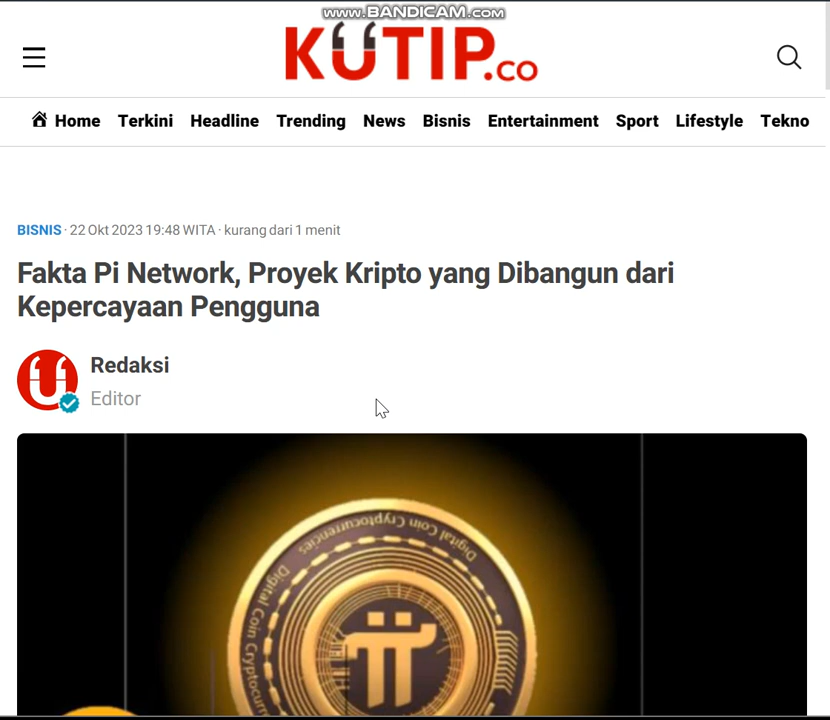 www.BANDICAM.com
KUTIP.co
Home Terkini Headline Trending News Bisnis Entertainment Sport Lifestyle Tekno
BISNIS · 22 Okt 2023 19:48 WITA · kurang dari 1 menit
Fakta Pi Network, Proyek Kripto yang Dibangun dari
Kepercayaan Pengguna
Redaksi
Editor
Digital Coin Cryptocurrencies
Digital Coin